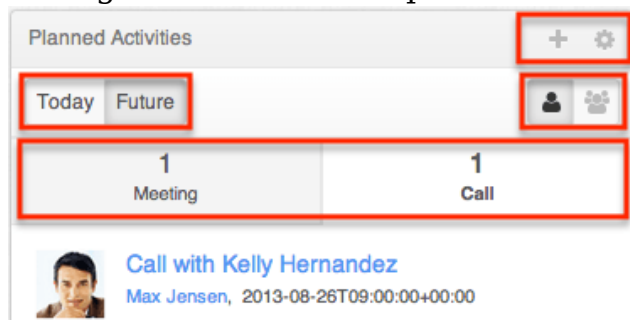 Planned Activities
Today Future
1 1
Meeting Call
Call with Kelly Hernandez
Max Jensen, 2013-08-26T09:00:00+00:00